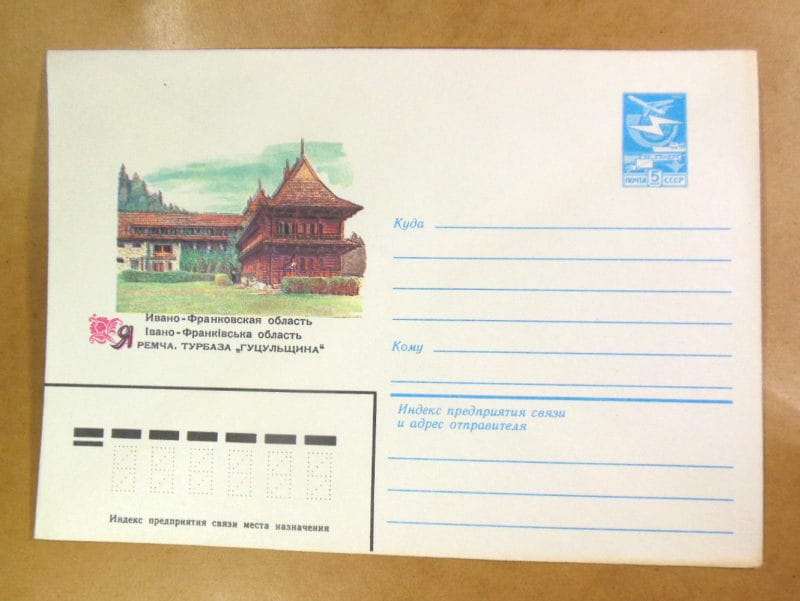 ПОЧТА 5 СССР
Ивано-Франковская область
Івано-Франківська область
ЯРЕМЧА. ТУРБАЗА „ГУЦУЛЬЩИНА“
Куда
Кому
Индекс предприятия связи
и адрес отправителя
Индекс предприятия связи места назначения